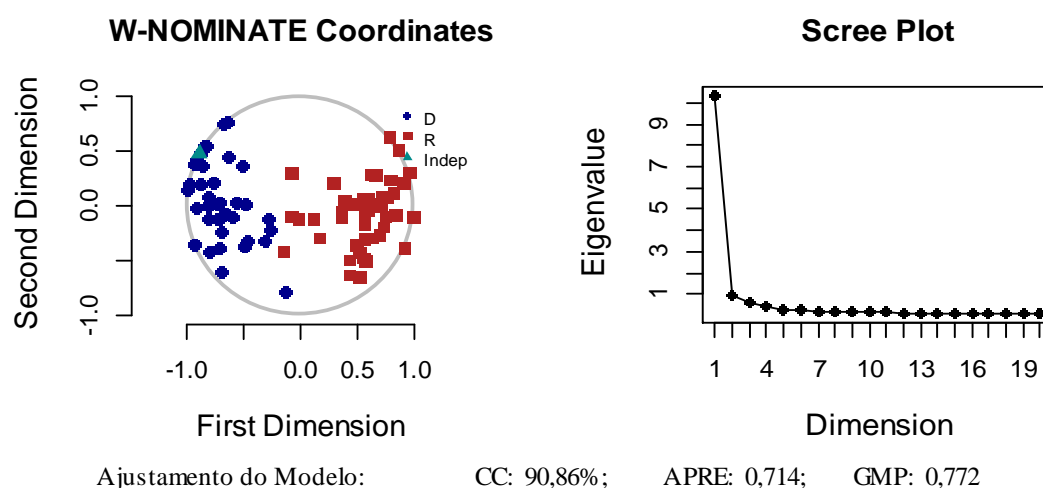 W-NOMINATE Coordinates
Second Dimension
1.0
0.5
0.0
-1.0
D
R
Indep
-1.0 0.0 0.5 1.0
First Dimension
Scree Plot
Eigenvalue
9
7
5
3
1
1 4 7 10 13 16 19
Dimension
Ajustamento do Modelo: CC: 90,86%; APRE: 0,714; GMP: 0,772